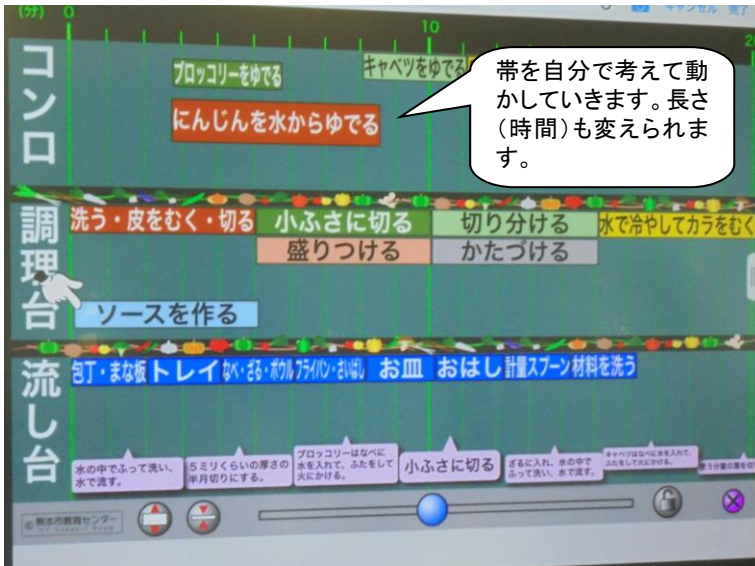 キャンセル 完了
(分) 0
10
コンロ
ブロッコリーをゆでる
キャベツをゆでる
にんじんを水からゆでる
帯を自分で考えて動
かしていきます。長さ
(時間)も変えられま
す。
調理台
洗う・皮をむく・切る
小ふさに切る
切り分ける
水で冷やしてカラをむく
盛りつける
かたづける
ソースを作る
流し台
包丁・まな板
トレイ
なべ・ざる・ボウル
フライパン・さいばし
お皿
おはし
計量スプーン
材料を洗う
水の中でふって洗い、
水で流す。
5ミリくらいの厚さの
半月切りにする。
ブロッコリーはなべに
水を入れて、ふたをして
火にかける。
小ふさに切る
ざるに入れ、水の中で
ふって洗い、水で流す。
キャベツはなべに水を入れて、
ふたをして火にかける。
©熊本市教育センター